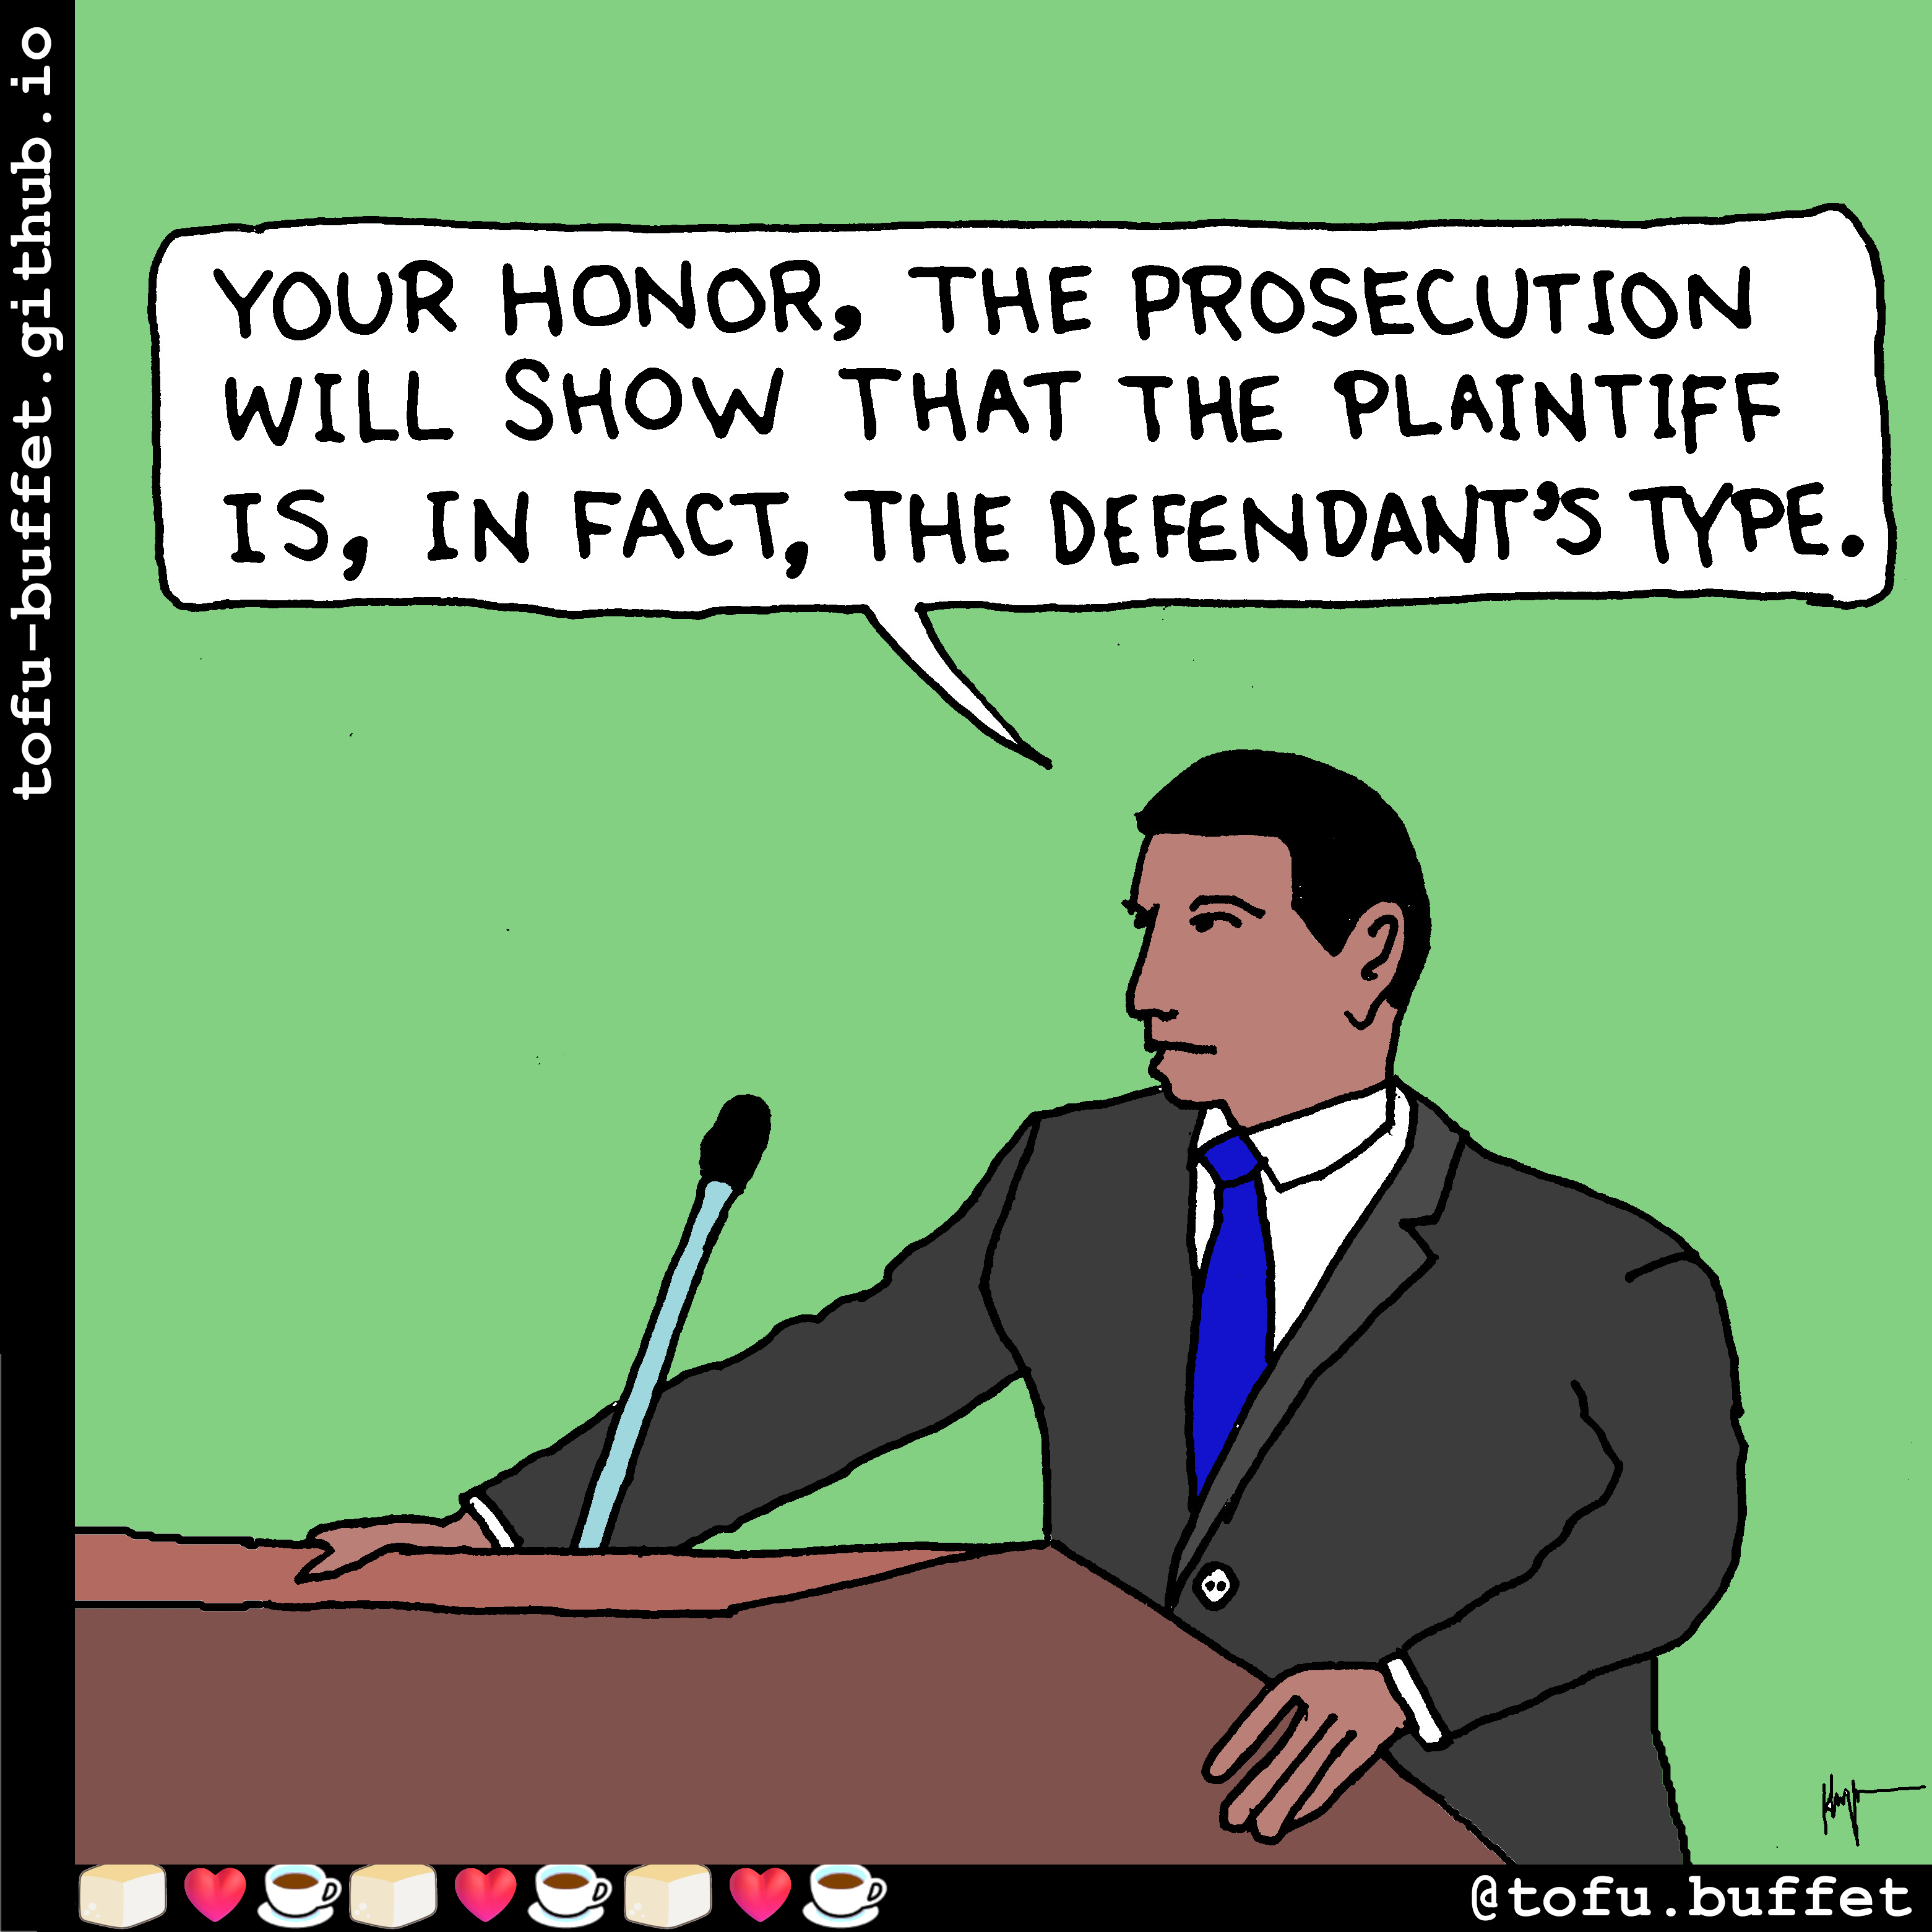 tofu-buffet.github.io
YOUR HONOR, THE PROSECUTION
WILL SHOW THAT THE PLAINTIFF
IS, IN FACT, THE DEFENDANT'S TYPE.
@tofu.buffet